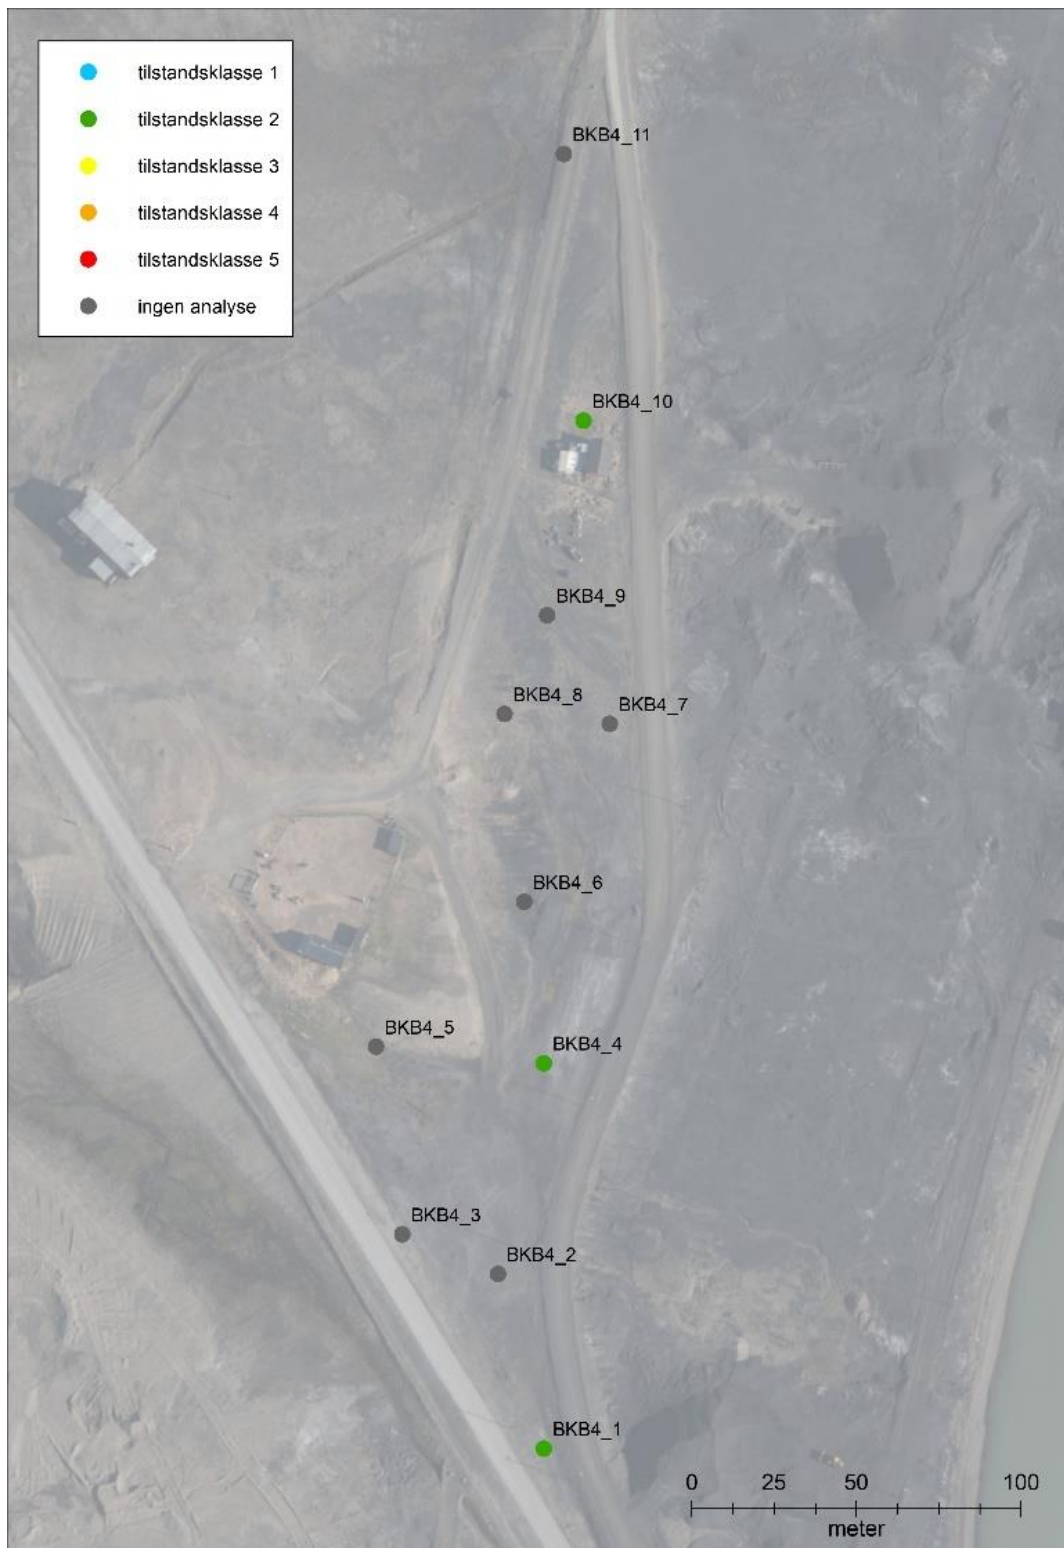 tilstandsklasse 1
tilstandsklasse 2
tilstandsklasse 3
tilstandsklasse 4
tilstandsklasse 5
ingen analyse
BKB4_11
BKB4_10
BKB4_9
BKB4_8
BKB4_7
BKB4_6
BKB4_5
BKB4_4
BKB4_3
BKB4_2
BKB4_1
0 25 50 100
meter